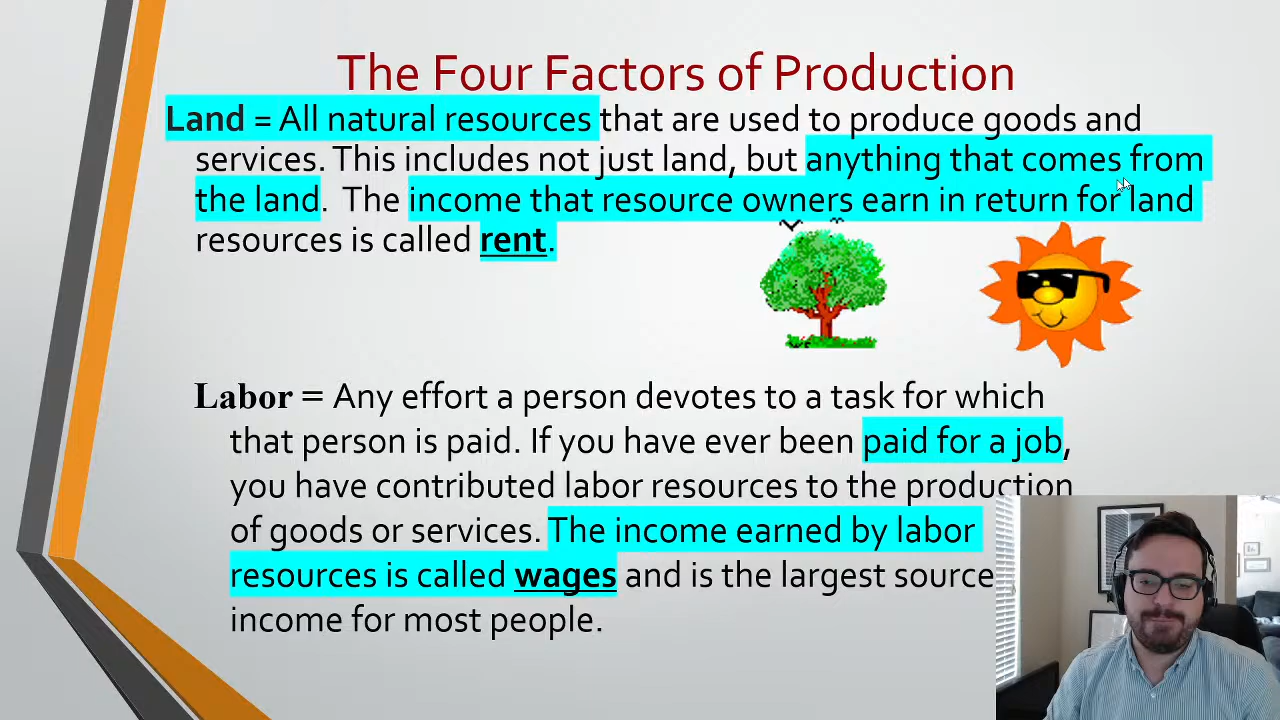 The Four Factors of Production
Land = All natural resources that are used to produce goods and
services. This includes not just land, but anything that comes from
the land. The income that resource owners earn in return for land
resources is called rent.
Labor = Any effort a person devotes to a task for which
that person is paid. If you have ever been paid for a job,
you have contributed labor resources to the production
of goods or services. The income earned by labor
resources is called wages and is the largest source
income for most people.